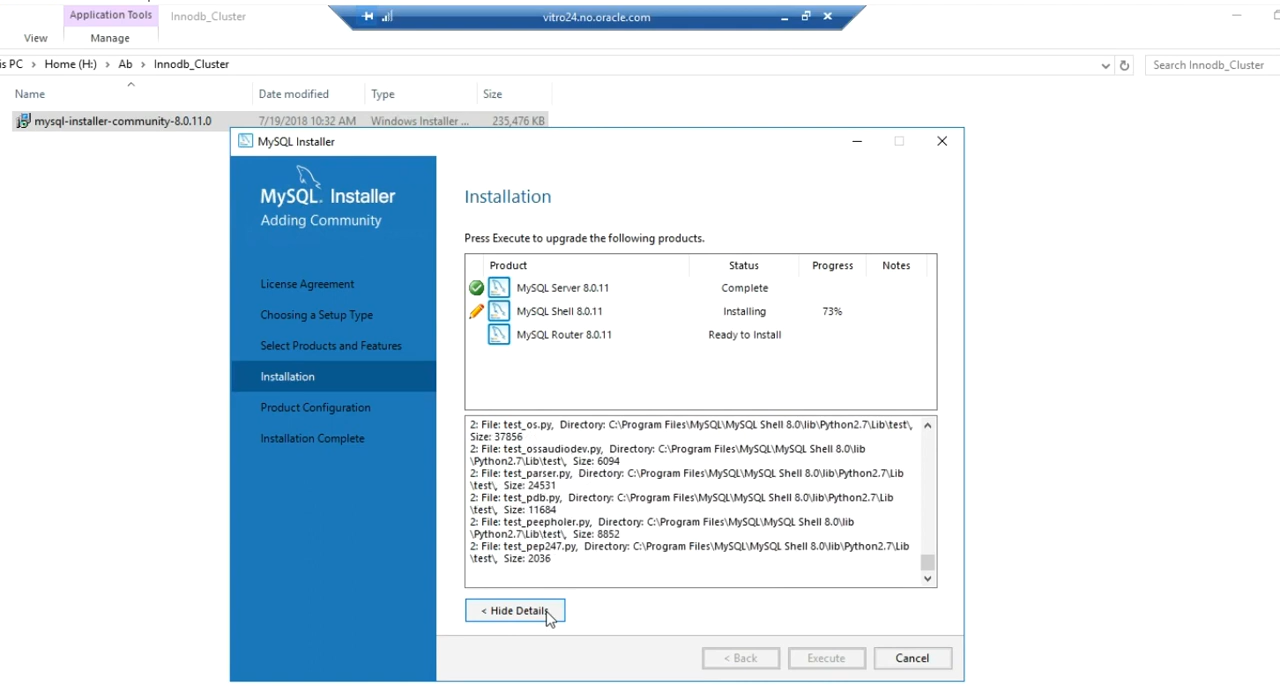 Application Tools
Innodb_Cluster
vitro24.no.oracle.com
View
Manage
is PC > Home (H:) > Ab > Innodb_Cluster
Search Innodb_Cluster
Name
Date modified
Type
Size
mysql-installer-community-8.0.11.0
7/19/2018 10:32 AM
Windows Installer ...
235,476 KB
MySQL Installer
MySQL. Installer
Adding Community
License Agreement
Choosing a Setup Type
Select Products and Features
Installation
Product Configuration
Installation Complete
Installation
Press Execute to upgrade the following products.
Product Status Progress Notes
MySQL Server 8.0.11 Complete
MySQL Shell 8.0.11 Installing 73%
MySQL Router 8.0.11 Ready to Install
2: File: test_os.py, Directory: C:\Program Files\MySQL\MySQL Shell 8.0\lib\Python2.7\Lib\test\,
Size: 37856
2: File: test_ossaudiodev.py, Directory: C:\Program Files\MySQL\MySQL Shell 8.0\lib
\Python2.7\Lib\test\, Size: 6094
2: File: test_parser.py, Directory: C:\Program Files\MySQL\MySQL Shell 8.0\lib\Python2.7\Lib
\test\, Size: 24531
2: File: test_pdb.py, Directory: C:\Program Files\MySQL\MySQL Shell 8.0\lib\Python2.7\Lib
\test\, Size: 11684
2: File: test_peepholer.py, Directory: C:\Program Files\MySQL\MySQL Shell 8.0\lib
\Python2.7\Lib\test\, Size: 8852
2: File: test_pep247.py, Directory: C:\Program Files\MySQL\MySQL Shell 8.0\lib\Python2.7\Lib
\test\, Size: 2036
< Hide Details
< Back
Execute
Cancel